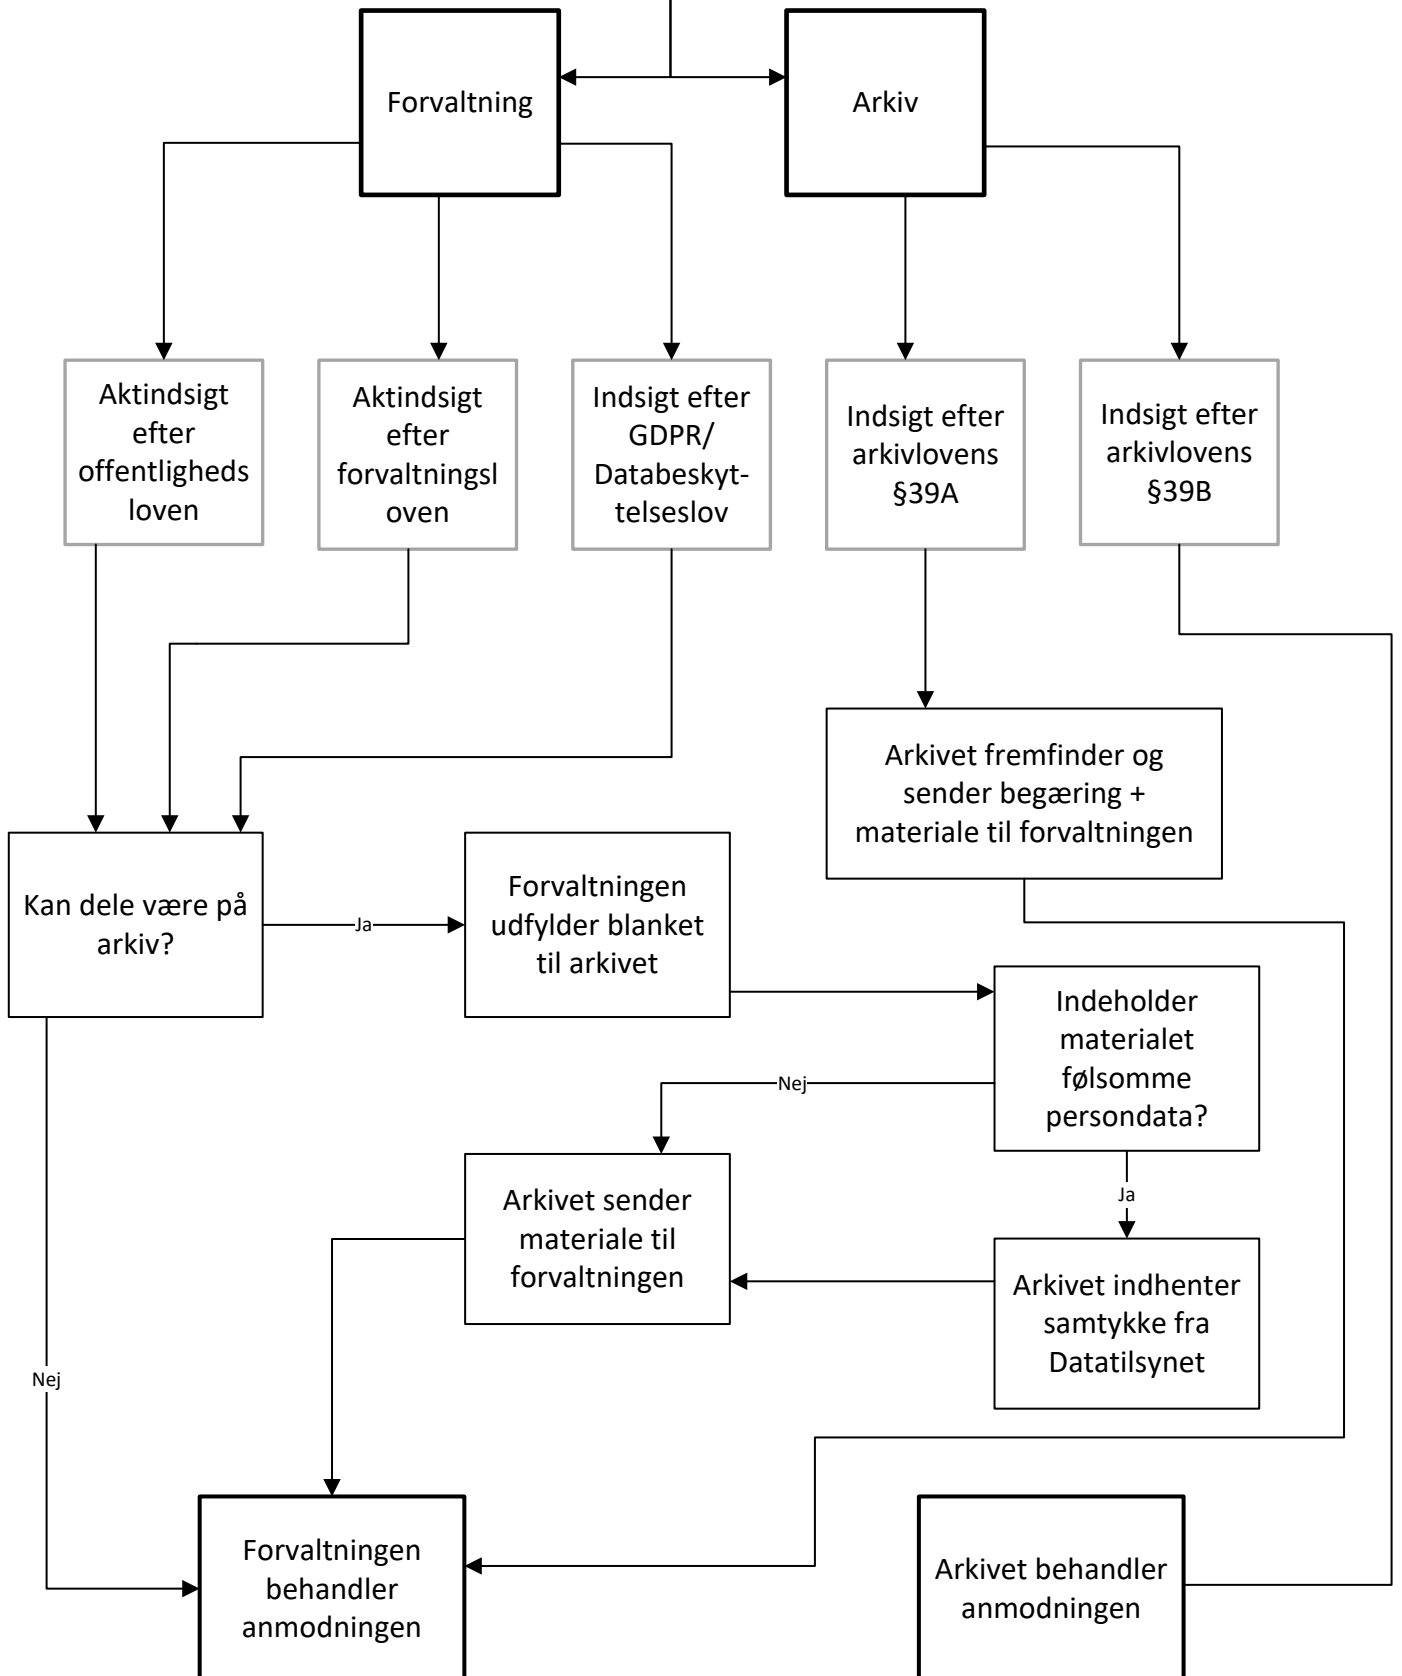 Forvaltning
Arkiv
Aktindsigt
efter
offentligheds
loven
Aktindsigt
efter
forvaltningsl
oven
Indsigt efter
GDPR/
Databeskyt-
telseslov
Indsigt efter
arkivlovens
§39A
Indsigt efter
arkivlovens
§39B
Arkivet fremfinder og
sender begæring +
materiale til forvaltningen
Kan dele være på
arkiv?
Ja
Forvaltningen
udfylder blanket
til arkivet
Indeholder
materialet
følsomme
persondata?
Nej
Ja
Arkivet sender
materiale til
forvaltningen
Arkivet indhenter
samtykke fra
Datatilsynet
Nej
Forvaltningen
behandler
anmodningen
Arkivet behandler
anmodningen